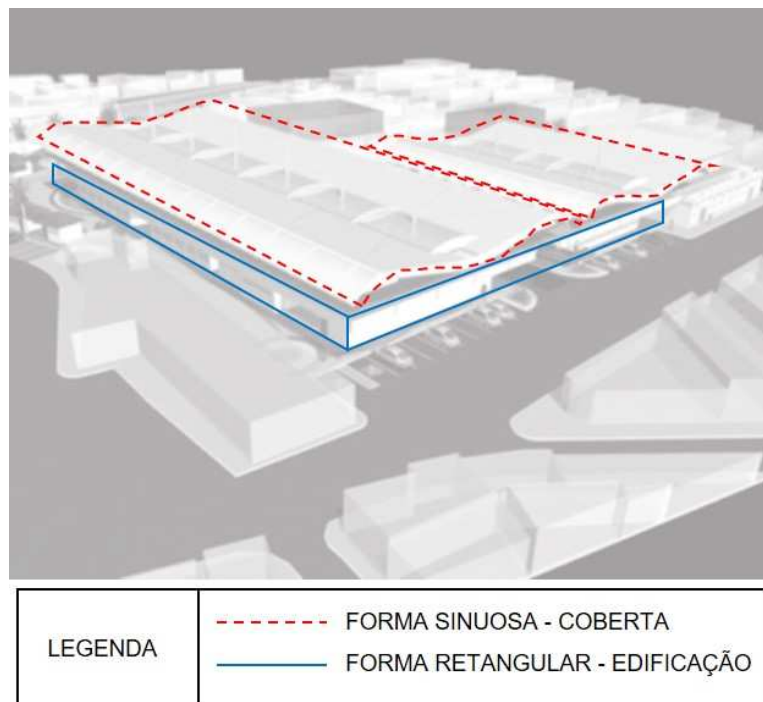 LEGENDA
FORMA SINUOSA - COBERTA
FORMA RETANGULAR - EDIFICAÇÃO